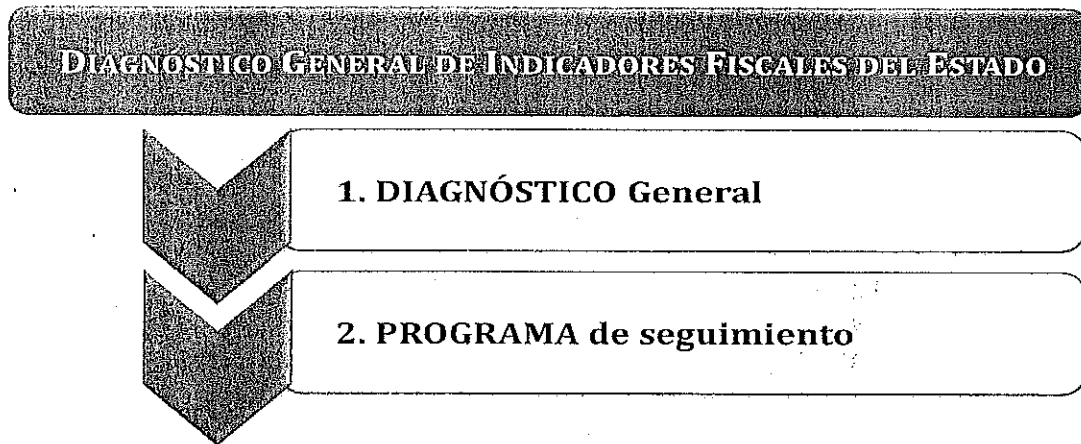 DIAGNÓSTICO GENERAL DE INDICADORES FISCALES DEL ESTADO
1. DIAGNÓSTICO General
2. PROGRAMA de seguimiento